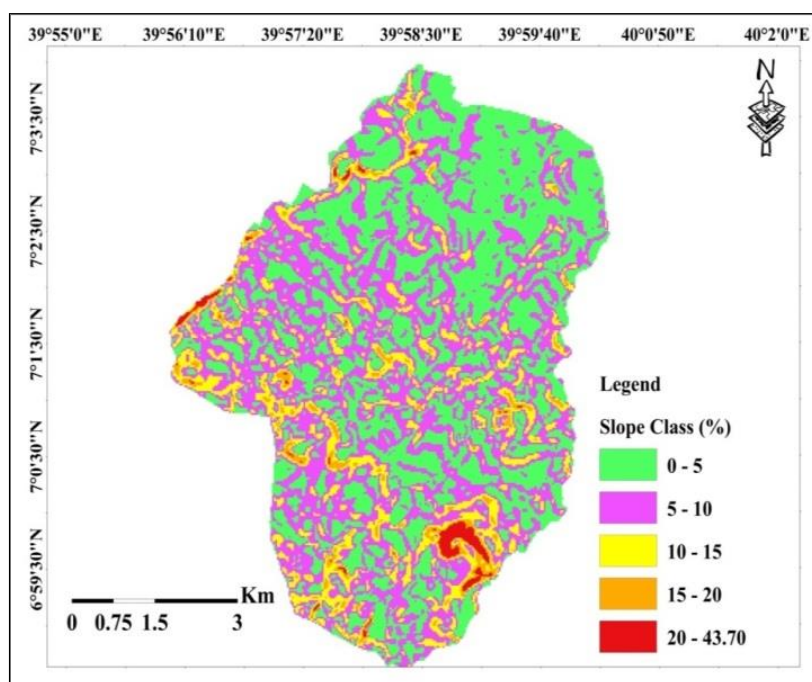 39°55'0"E 39°56'10"E 39°57'20"E 39°58'30"E 39°59'40"E 40°0'50"E 40°2'0"E
N
7°3'30"N
7°2'30"N
7°1'30"N
7°0'30"N
6°59'30"N
Legend
Slope Class (%)
0 - 5
5 - 10
10 - 15
15 - 20
20 - 43.70
Km
0 0.75 1.5 3